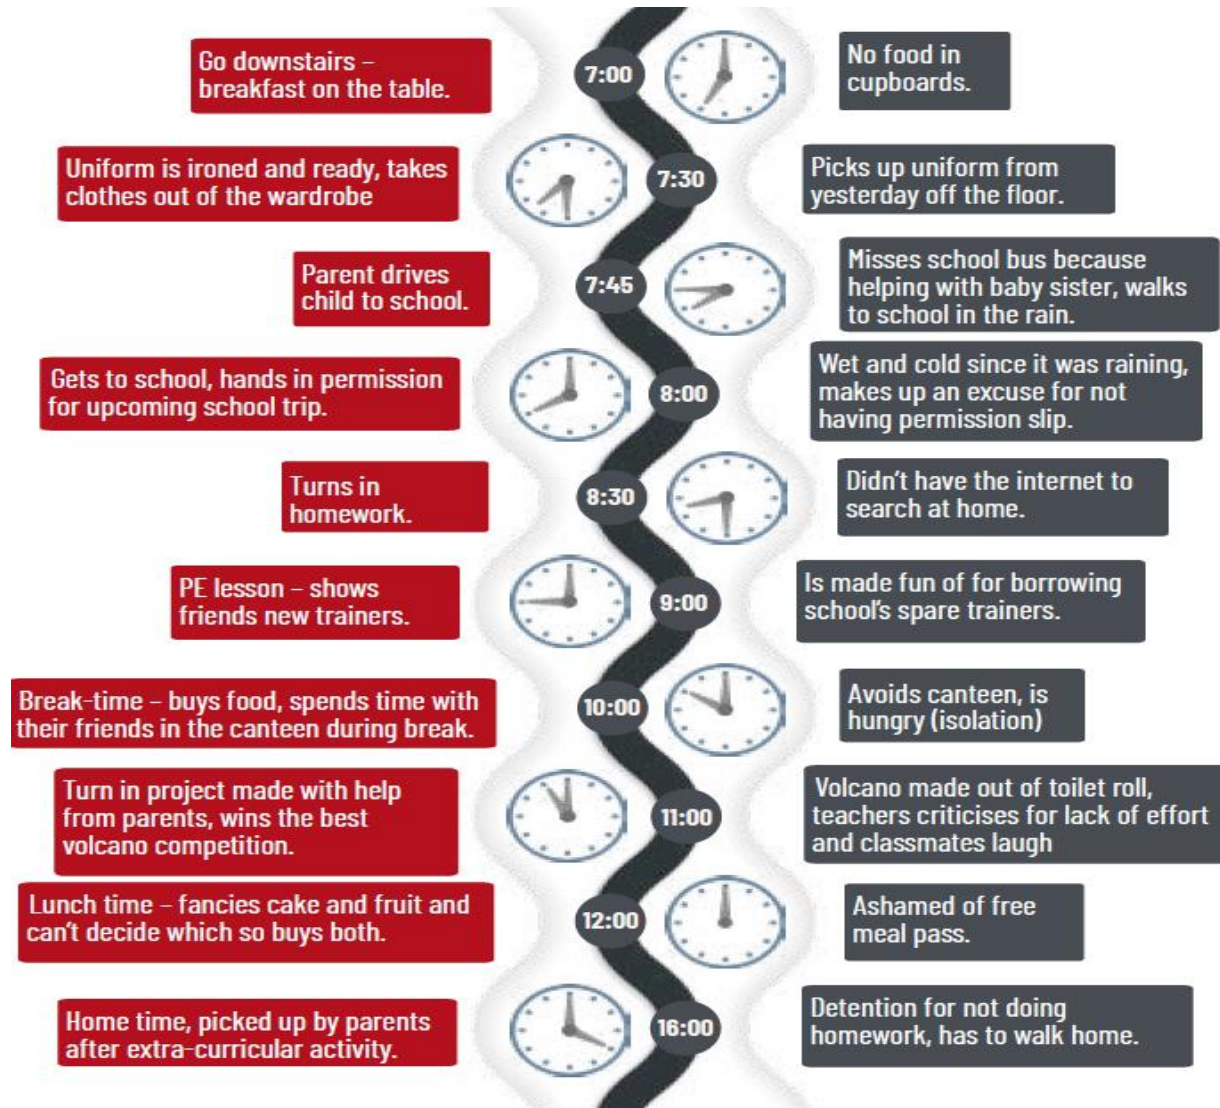 Go downstairs –
breakfast on the table.
7:00
No food in
cupboards.
Uniform is ironed and ready, takes
clothes out of the wardrobe
7:30
Picks up uniform from
yesterday off the floor.
Parent drives
child to school.
7:45
Misses school bus because
helping with baby sister, walks
to school in the rain.
Gets to school, hands in permission
for upcoming school trip.
8:00
Wet and cold since it was raining,
makes up an excuse for not
having permission slip.
Turns in
homework.
8:30
Didn't have the internet to
search at home.
PE lesson – shows
friends new trainers.
9:00
Is made fun of for borrowing
school's spare trainers.
Break-time – buys food, spends time with
their friends in the canteen during break.
10:00
Avoids canteen, is
hungry (isolation)
Turn in project made with help
from parents, wins the best
volcano competition.
11:00
Volcano made out of toilet roll,
teachers criticises for lack of effort
and classmates laugh
Lunch time – fancies cake and fruit and
can't decide which so buys both.
12:00
Ashamed of free
meal pass.
Home time, picked up by parents
after extra-curricular activity.
16:00
Detention for not doing
homework, has to walk home.